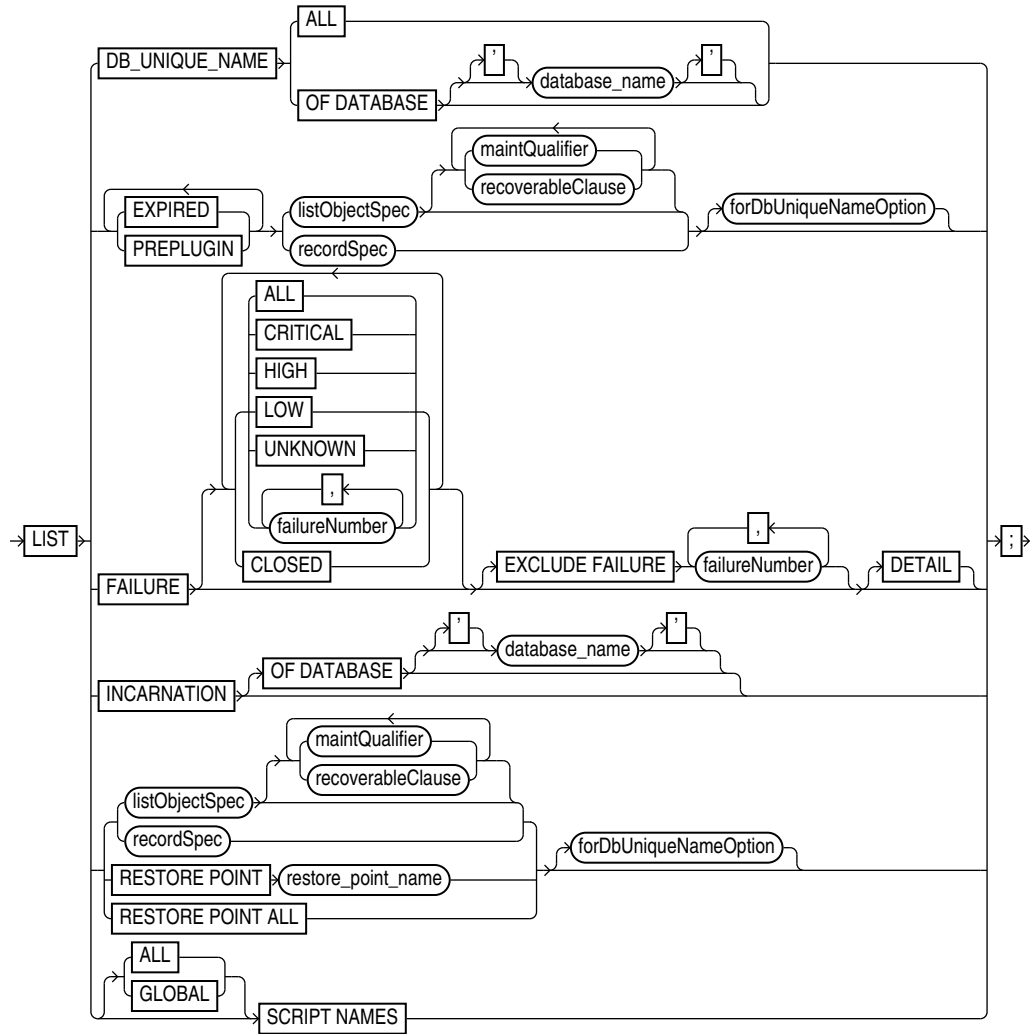 ALL
DB_UNIQUE_NAME
' '
database_name
OF DATABASE
maintQualifier
EXPIRED
listObjectSpec
recoverableClause
forDbUniqueNameOption
PREPLUGIN
recordSpec
ALL
CRITICAL
HIGH
LOW
UNKNOWN
,
failureNumber
,
LIST
CLOSED
EXCLUDE FAILURE
failureNumber
DETAIL
;
FAILURE
' '
database_name
OF DATABASE
INCARNATION
maintQualifier
recoverableClause
listObjectSpec
recordSpec
forDbUniqueNameOption
RESTORE POINT
restore_point_name
RESTORE POINT ALL
ALL
GLOBAL
SCRIPT NAMES